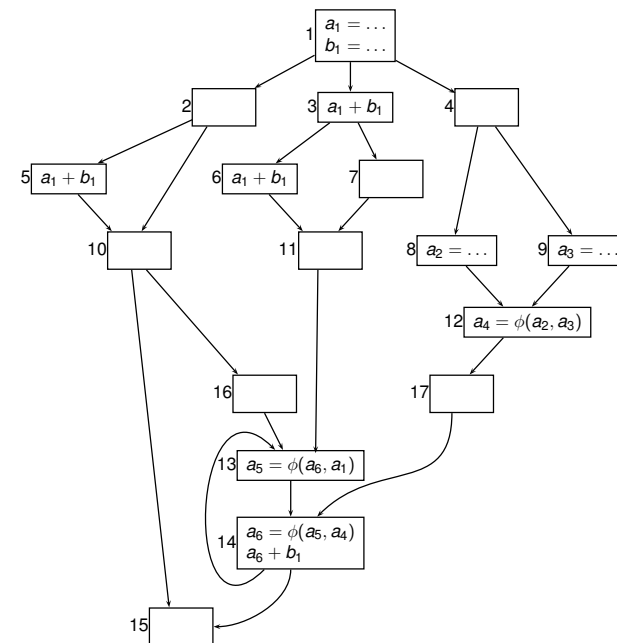 1
a₁ = …
b₁ = …
2
3 a₁ + b₁
4
5 a₁ + b₁
6 a₁ + b₁
7
10
11
8 a₂ = …
9 a₃ = …
12 a₄ = ϕ(a₂, a₃)
16
17
13 a₅ = ϕ(a₆, a₁)
14
a₆ = ϕ(a₅, a₄)
a₆ + b₁
15